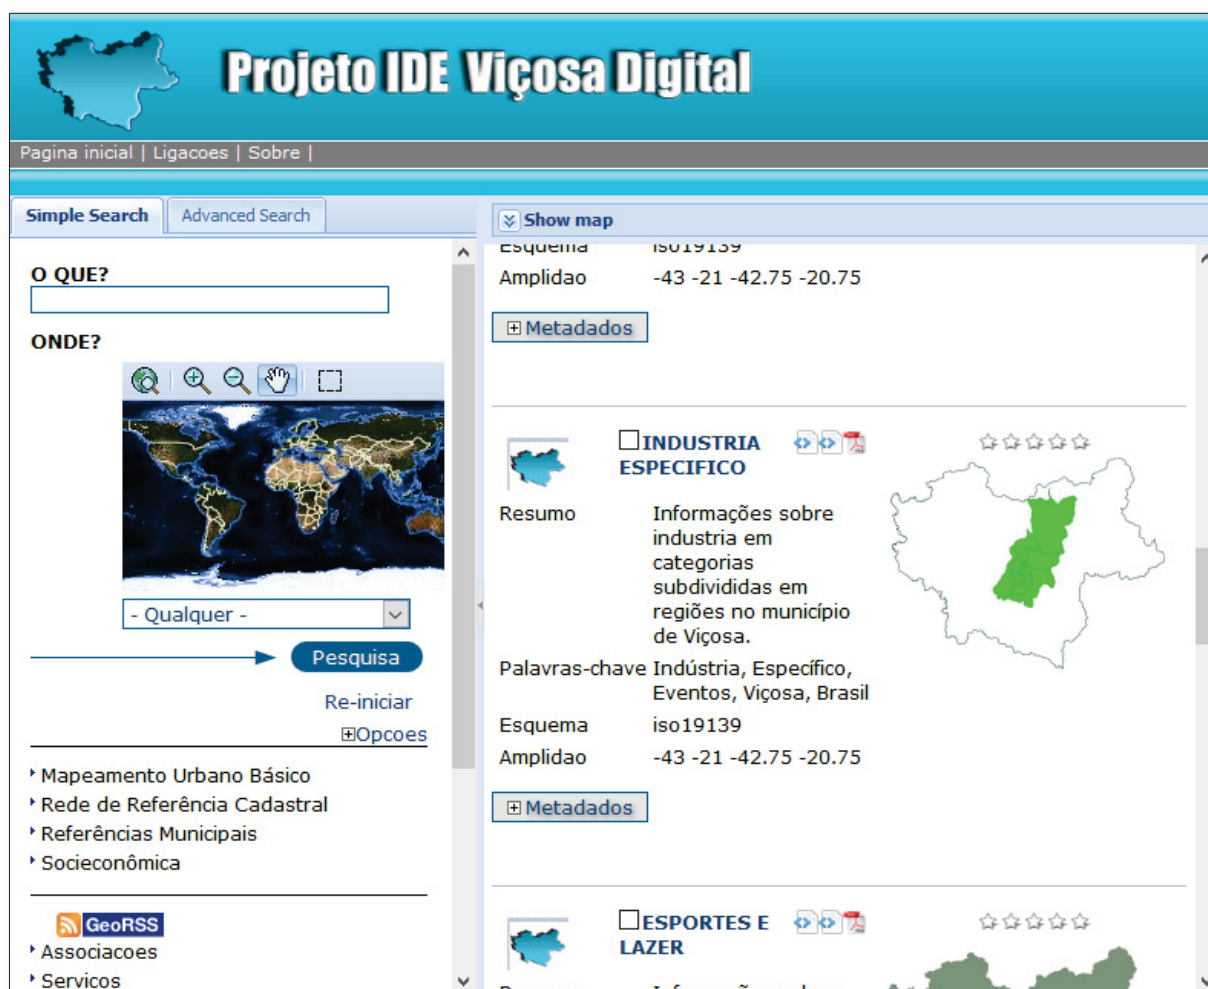 Projeto IDE Viçosa Digital
Pagina inicial | Ligacoes | Sobre |
Simple Search
Advanced Search
O QUE?
ONDE?
- Qualquer -
Pesquisa
Re-iniciar
Opcoes
Mapeamento Urbano Básico
Rede de Referência Cadastral
Referências Municipais
Socieconômica
GeoRSS
Associacoes
Servicos
Show map
Esquema iso19139
Amplidao -43 -21 -42.75 -20.75
Metadados
INDUSTRIA
ESPECIFICO
Resumo Informações sobre
industria em
categorias
subdivididas em
regiões no município
de Viçosa.
Palavras-chave Indústria, Específico,
Eventos, Viçosa, Brasil
Esquema iso19139
Amplidao -43 -21 -42.75 -20.75
Metadados
ESPORTES E
LAZER